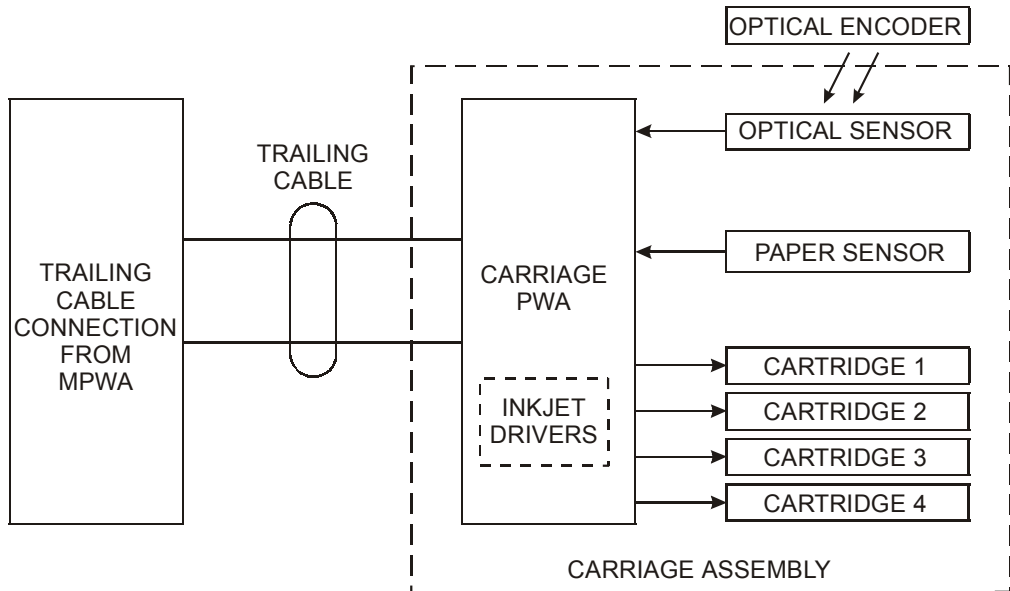 OPTICAL ENCODER
OPTICAL SENSOR
TRAILING
CABLE
PAPER SENSOR
TRAILING
CABLE
CONNECTION
FROM
MPWA
CARRIAGE
PWA
INKJET
DRIVERS
CARTRIDGE 1
CARTRIDGE 2
CARTRIDGE 3
CARTRIDGE 4
CARRIAGE ASSEMBLY